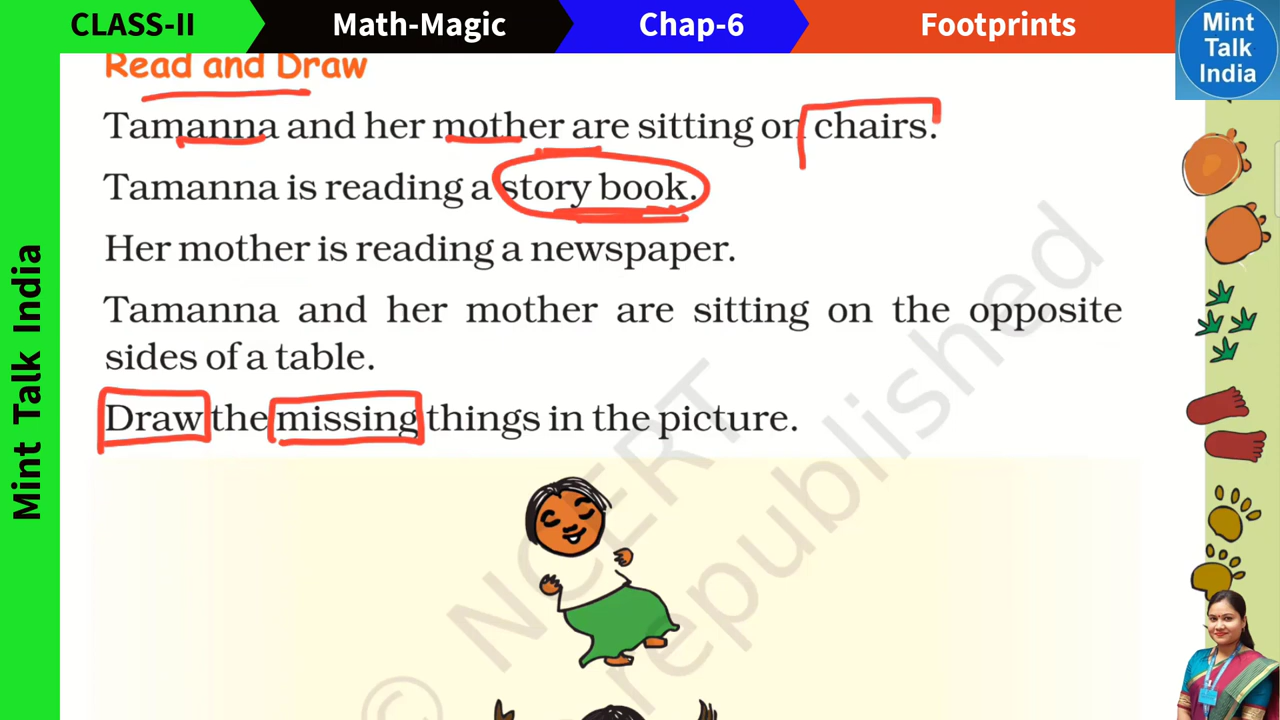 CLASS-II
Math-Magic
Chap-6
Footprints
Mint
Talk
India
Read and Draw
Tamanna and her mother are sitting on chairs.
Tamanna is reading a story book.
Her mother is reading a newspaper.
Tamanna and her mother are sitting on the opposite
sides of a table.
Draw the missing things in the picture.
Mint Talk India
© NCERT
republished